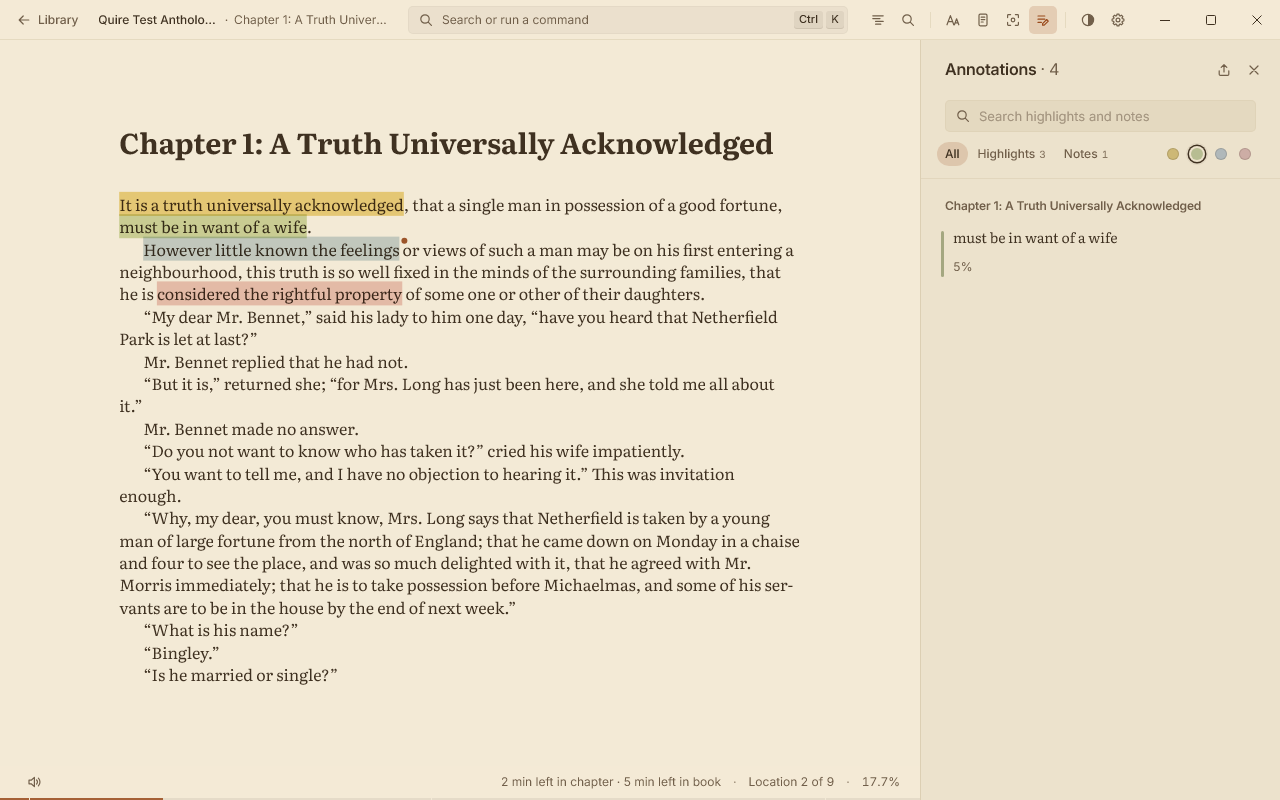 Library
Quire Test Antholo... · Chapter 1: A Truth Univer...
Search or run a command
Ctrl K
Annotations · 4
Search highlights and notes
All Highlights 3 Notes 1
Chapter 1: A Truth Universally Acknowledged
must be in want of a wife
5%
Chapter 1: A Truth Universally Acknowledged
It is a truth universally acknowledged, that a single man in possession of a good fortune,
must be in want of a wife.
However little known the feelings or views of such a man may be on his first entering a
neighbourhood, this truth is so well fixed in the minds of the surrounding families, that
he is considered the rightful property of some one or other of their daughters.
“My dear Mr. Bennet,” said his lady to him one day, “have you heard that Netherfield
Park is let at last?”
Mr. Bennet replied that he had not.
“But it is,” returned she; “for Mrs. Long has just been here, and she told me all about
it.”
Mr. Bennet made no answer.
“Do you not want to know who has taken it?” cried his wife impatiently.
“You want to tell me, and I have no objection to hearing it.” This was invitation
enough.
“Why, my dear, you must know, Mrs. Long says that Netherfield is taken by a young
man of large fortune from the north of England; that he came down on Monday in a chaise
and four to see the place, and was so much delighted with it, that he agreed with Mr.
Morris immediately; that he is to take possession before Michaelmas, and some of his ser-
vants are to be in the house by the end of next week.”
“What is his name?”
“Bingley.”
“Is he married or single?”
2 min left in chapter · 5 min left in book · Location 2 of 9 · 17.7%